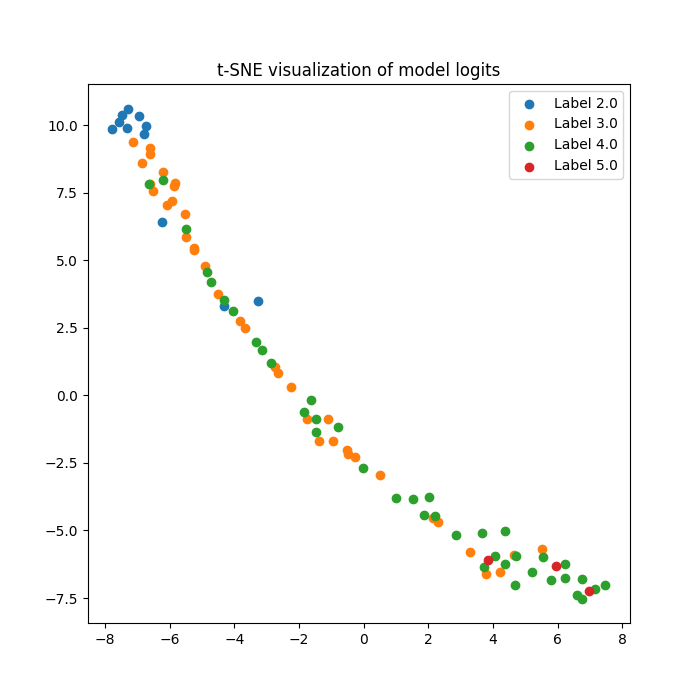 t-SNE visualization of model logits
Label 2.0
Label 3.0
Label 4.0
Label 5.0
10.0
7.5
5.0
2.5
0.0
−2.5
−5.0
−7.5
−8 −6 −4 −2 0 2 4 6 8